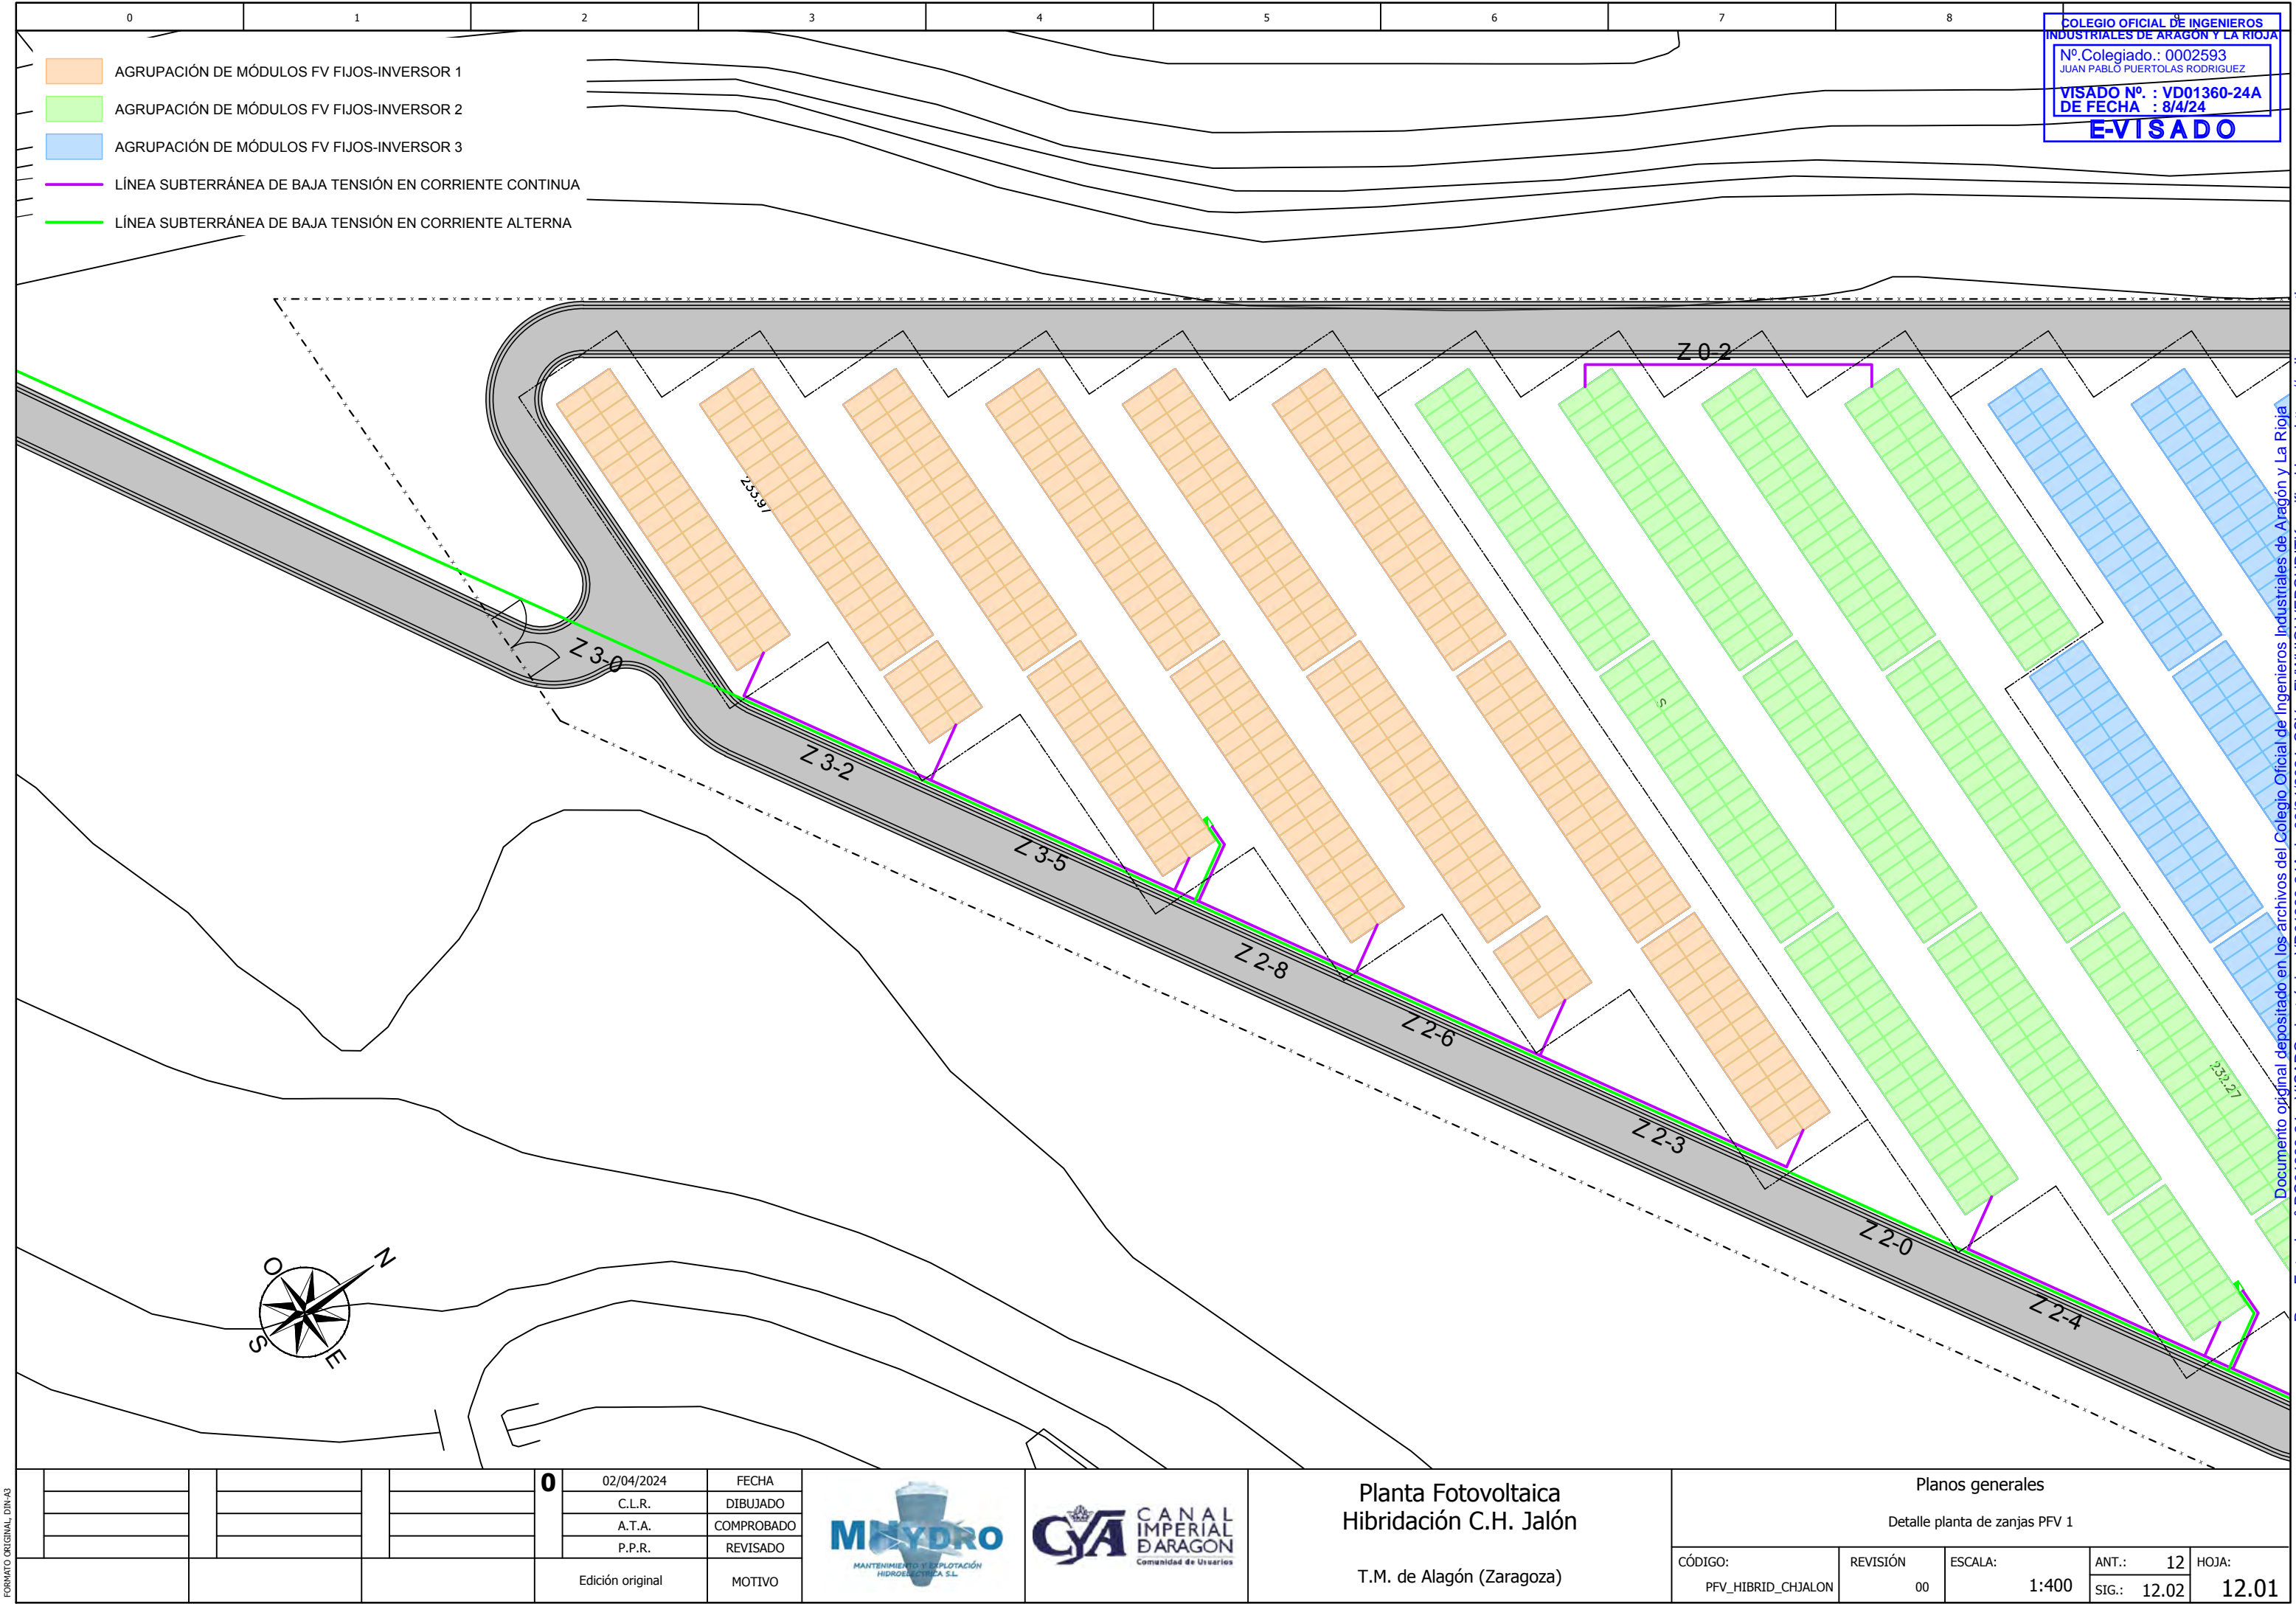 0 1 2 3 4 5 6 7 8 9
COLEGIO OFICIAL DE INGENIEROS
INDUSTRIALES DE ARAGÓN Y LA RIOJA
Nº.Colegiado.: 0002593
JUAN PABLO PUERTOLAS RODRIGUEZ
VISADO Nº. : VD01360-24A
DE FECHA : 8/4/24
E-VISADO
AGRUPACIÓN DE MÓDULOS FV FIJOS-INVERSOR 1
AGRUPACIÓN DE MÓDULOS FV FIJOS-INVERSOR 2
AGRUPACIÓN DE MÓDULOS FV FIJOS-INVERSOR 3
LÍNEA SUBTERRÁNEA DE BAJA TENSIÓN EN CORRIENTE CONTINUA
LÍNEA SUBTERRÁNEA DE BAJA TENSIÓN EN CORRIENTE ALTERNA
Z 0-2
233.97
Z 3-0
S
Z 3-2
Z 3-5
Z 2-8
Z 2-6
Z 2-3
Z 2-0
Z 2-4
232.27
Documento original depositado en los archivos del Colegio Oficial de Ingenieros Industriales de Aragón y La Rioja
N
O
S
E
FORMATO ORIGINAL, DIN-A3
0
02/04/2024 FECHA
C.L.R. DIBUJADO
A.T.A. COMPROBADO
P.P.R. REVISADO
Edición original MOTIVO
MHYDRO
MANTENIMIENTO Y EXPLOTACIÓN
HIDROELÉCTRICA S.L.
CYA
CANAL
IMPERIAL
DARAGON
Comunidad de Usuarios
Planta Fotovoltaica
Hibridación C.H. Jalón
T.M. de Alagón (Zaragoza)
Planos generales
Detalle planta de zanjas PFV 1
CÓDIGO:
PFV_HIBRID_CHJALON
REVISIÓN
00
ESCALA:
1:400
ANT.: 12
SIG.: 12.02
HOJA:
12.01